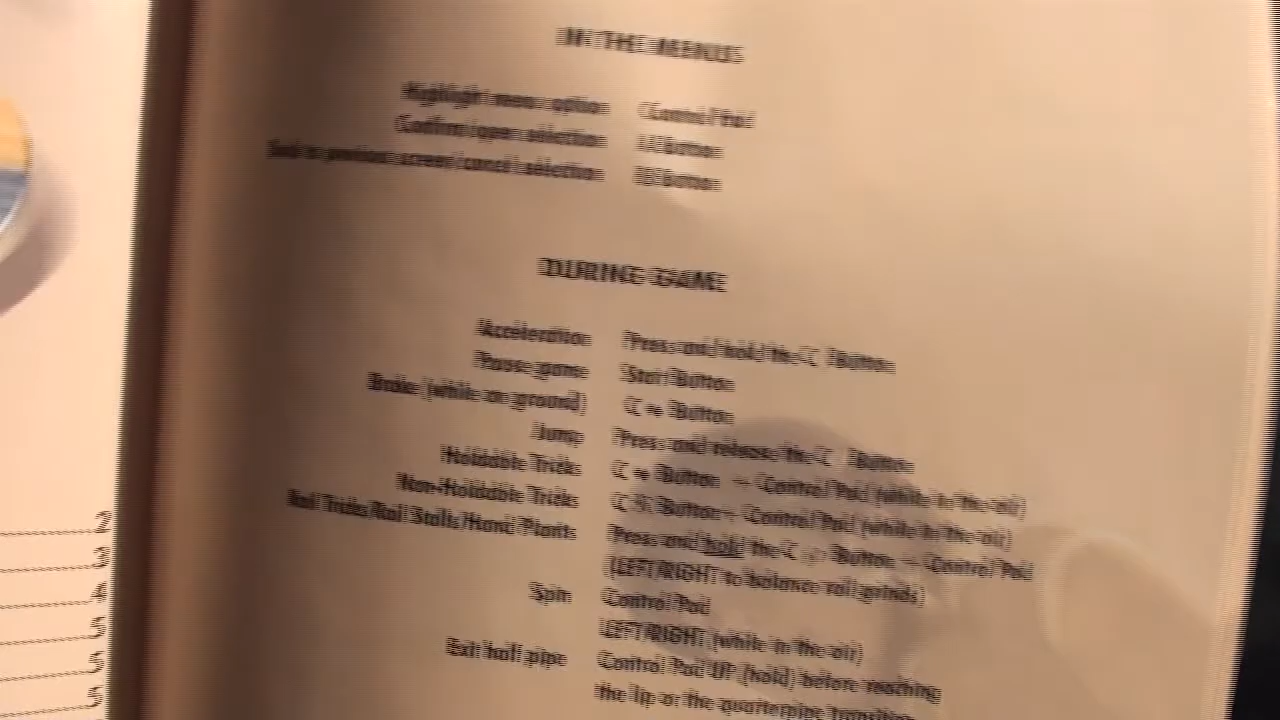 IN THE MENUS
Highlight menu option Control Pad
Confirm/open selection A Button
previous screen/cancel selection B Button
DURING GAME
Acceleration Press and hold the C Button
Pause game Start Button
Brake (while on ground) C Button
Jump Press and release the C Button
Holdable Tricks C Button + Control Pad (while in the air)
Non-Holdable Tricks C Button + Control Pad (while in the air)
Rail Tricks/Rail Stalls/Hand Plants Press and hold the C Button + Control Pad
(LEFT/RIGHT to balance rail grinds)
Spin Control Pad
LEFT/RIGHT (while in the air)
Exit half pipe Control Pad UP (hold) before reaching
the lip or the quarterpipe transition
2
3
4
5
5
5